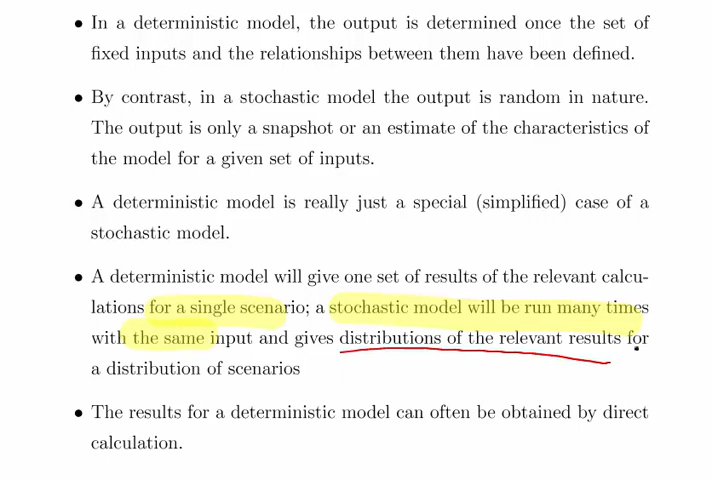 • In a deterministic model, the output is determined once the set of
fixed inputs and the relationships between them have been defined.
• By contrast, in a stochastic model the output is random in nature.
The output is only a snapshot or an estimate of the characteristics of
the model for a given set of inputs.
• A deterministic model is really just a special (simplified) case of a
stochastic model.
• A deterministic model will give one set of results of the relevant calcu-
lations for a single scenario; a stochastic model will be run many times
with the same input and gives distributions of the relevant results for
a distribution of scenarios
• The results for a deterministic model can often be obtained by direct
calculation.